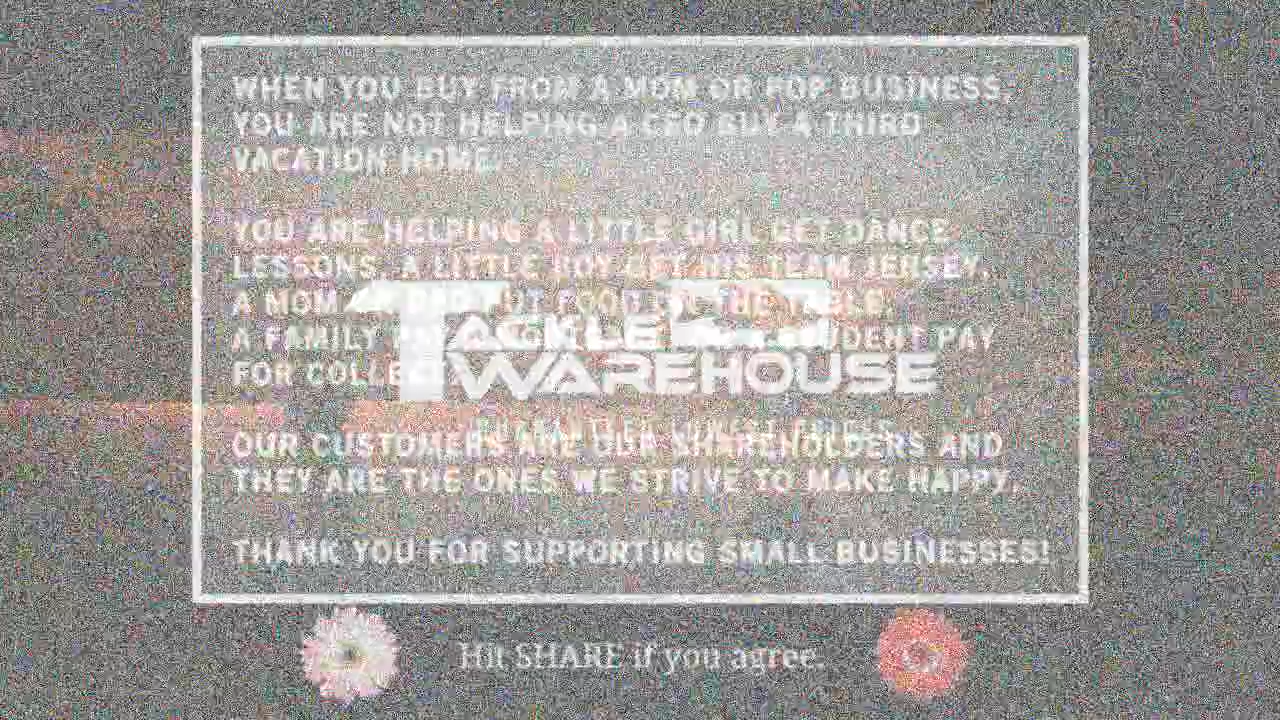 WHEN YOU BUY FROM A MOM OR POP BUSINESS,
YOU ARE NOT HELPING A CEO BUY A THIRD
VACATION HOME.
YOU ARE HELPING A LITTLE GIRL GET DANCE
LESSONS, A LITTLE BOY GET HIS TEAM JERSEY,
A MOM DAD PUT FOOD ON THE TABLE,
A FAMILY STUDENT PAY
FOR COLLEGE
TACKLE
WAREHOUSE
OUR CUSTOMERS ARE OUR SHAREHOLDERS AND
THEY ARE THE ONES WE STRIVE TO MAKE HAPPY.
THANK YOU FOR SUPPORTING SMALL BUSINESSES!
Hit SHARE if you agree.